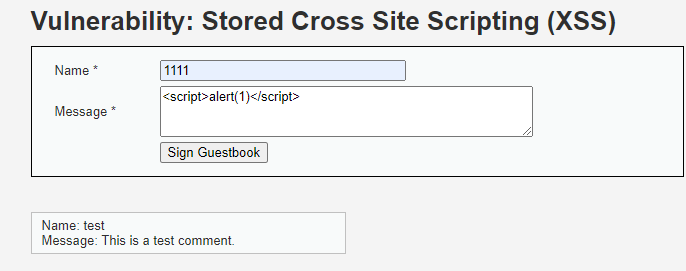 Vulnerability: Stored Cross Site Scripting (XSS)
Name * 1111
Message * <script>alert(1)</script>
Sign Guestbook
Name: test
Message: This is a test comment.